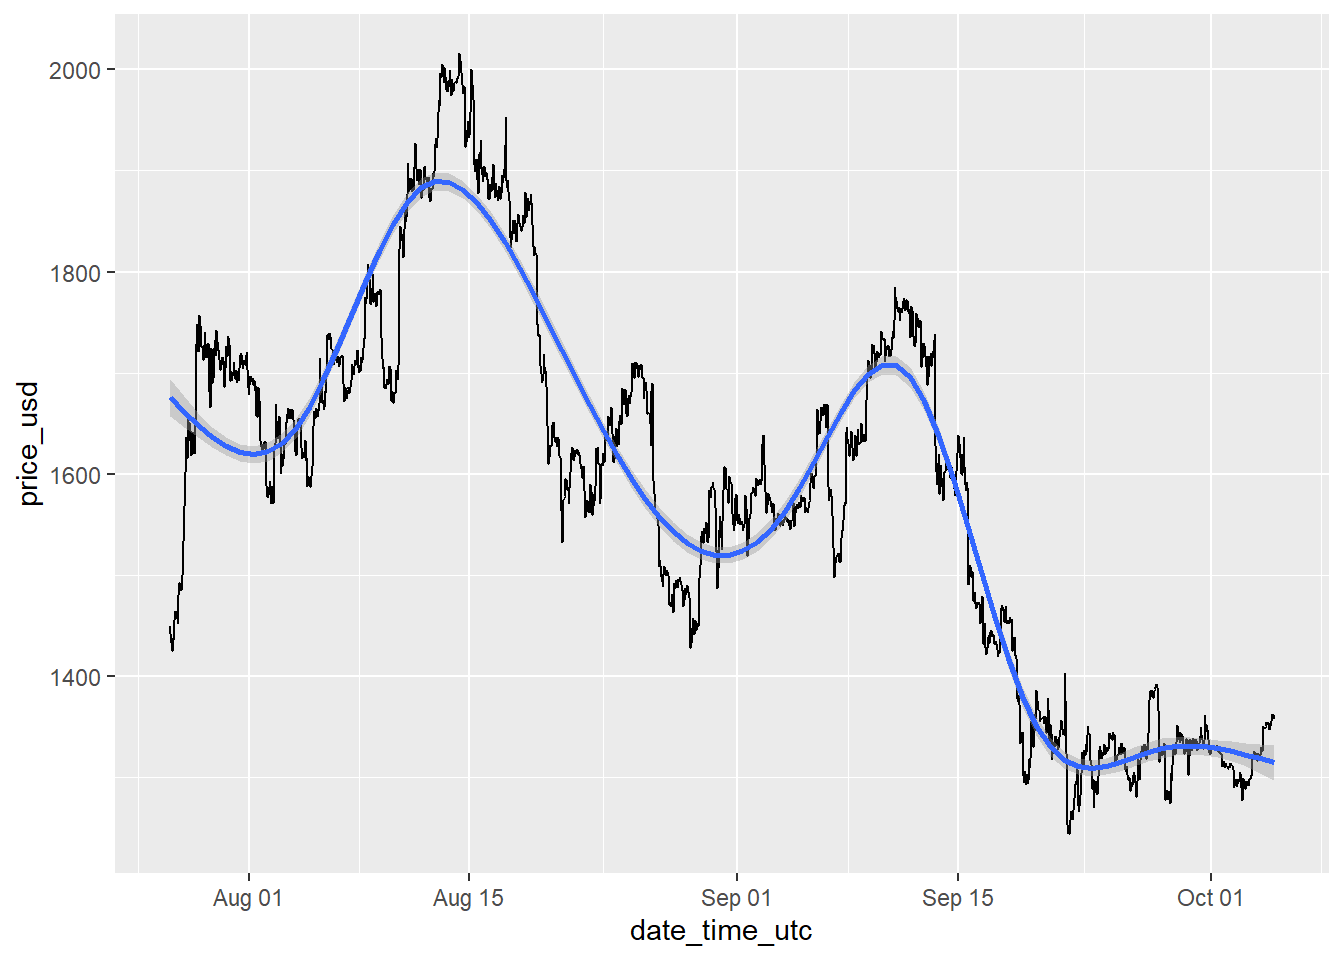 2000
1800
1600
1400
price_usd
Aug 01
Aug 15
Sep 01
Sep 15
Oct 01
date_time_utc